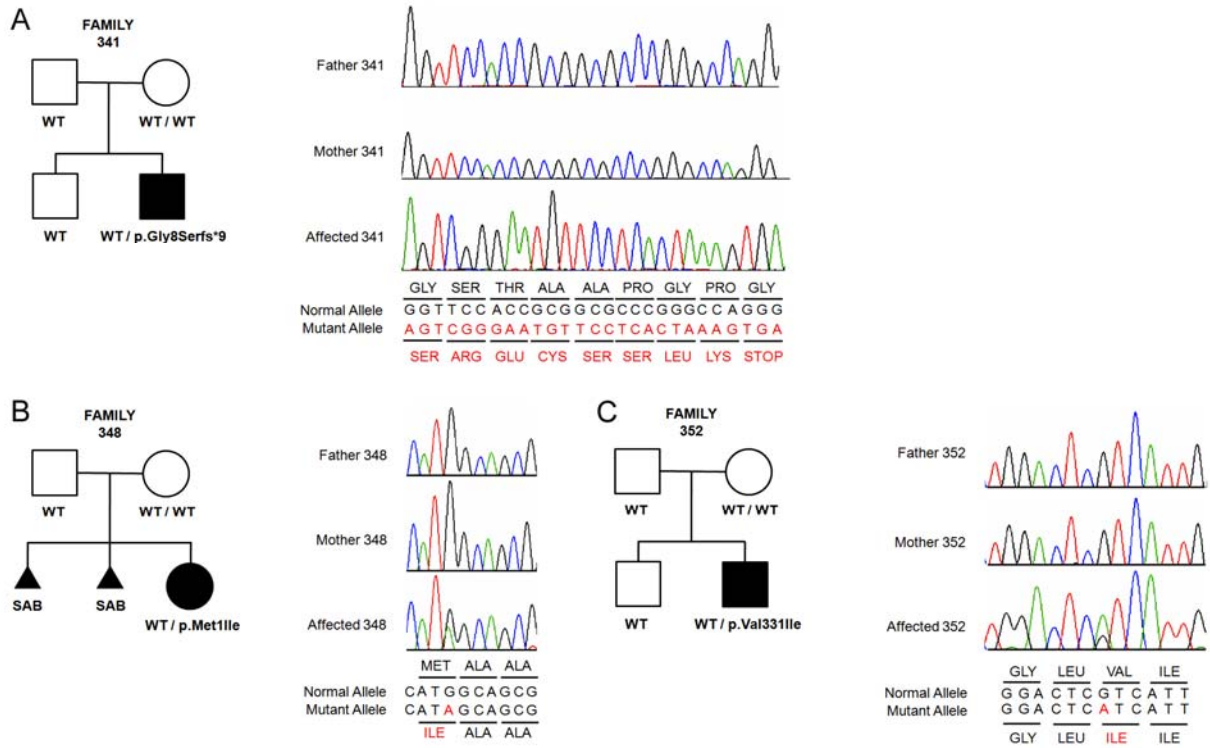 A
FAMILY
341
WT
WT / WT
WT
WT / p.Gly8Serfs*9
Father 341
Mother 341
Affected 341
GLY SER THR ALA ALA PRO GLY PRO GLY
Normal Allele GGT TCC ACC GCG GCG CCC GGG CCA GGG
Mutant Allele AGT CGG GAA TGT TCC TCA CTA AAG TGA
SER ARG GLU CYS SER SER LEU LYS STOP
B
FAMILY
348
WT
WT / WT
SAB
SAB
WT / p.Met1Ile
Father 348
Mother 348
Affected 348
MET ALA ALA
Normal Allele C ATG GCA GCG
Mutant Allele C ATA GCA GCG
ILE ALA ALA
C
FAMILY
352
WT
WT / WT
WT
WT / p.Val331Ile
Father 352
Mother 352
Affected 352
GLY LEU VAL ILE
Normal Allele GGA CTC GTC ATT
Mutant Allele GGA CTC ATC ATT
GLY LEU ILE ILE